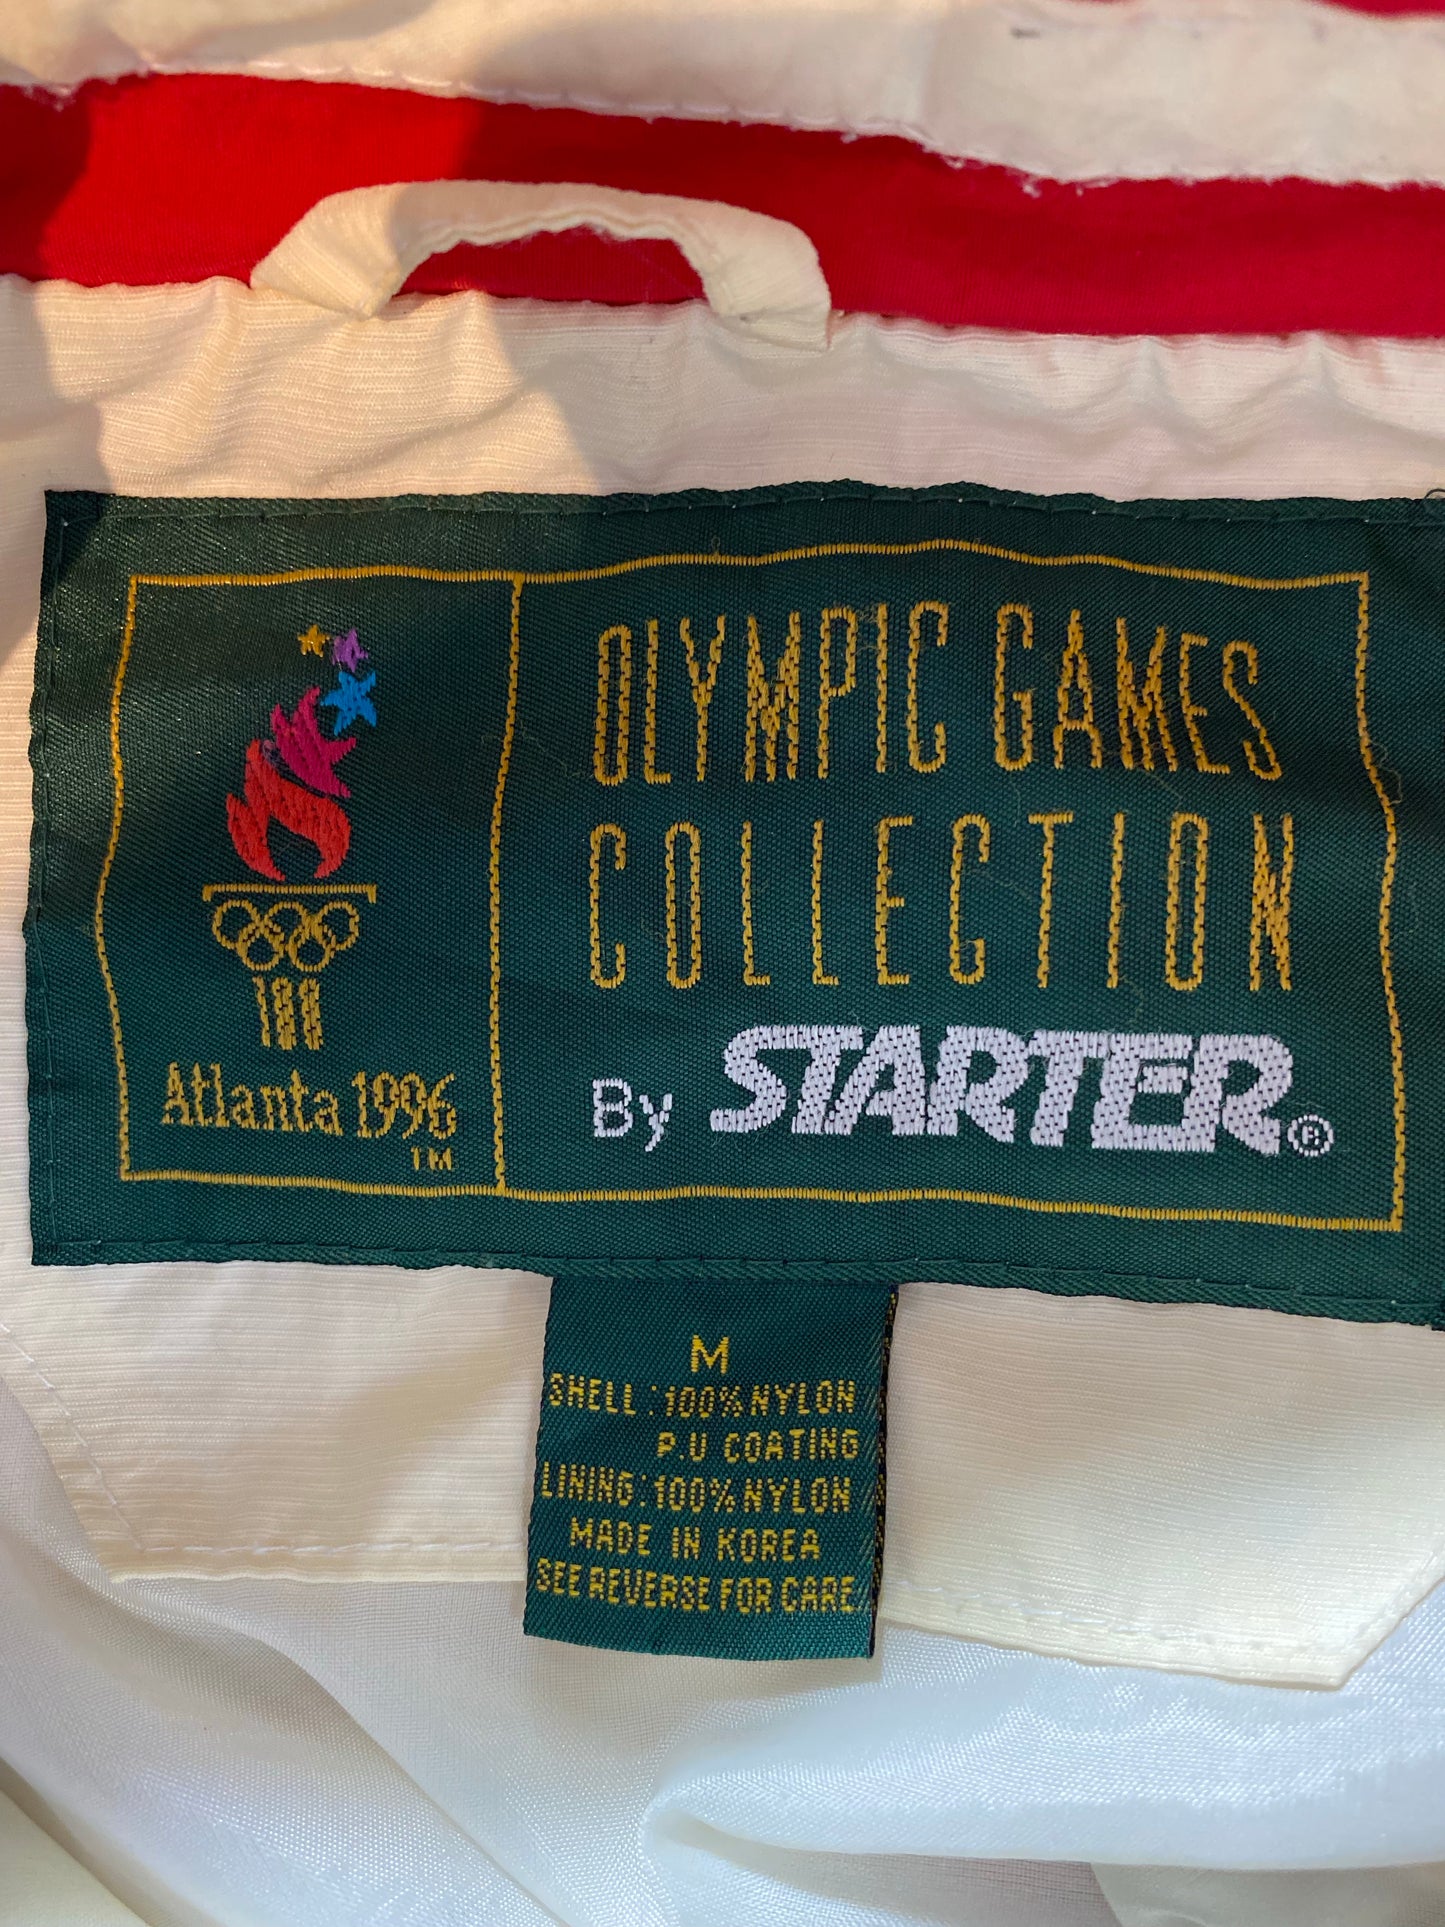 Atlanta 1996
TM
OLYMPIC GAMES
COLLECTION
By STARTER®
M
SHELL: 100% NYLON
P.U COATING
LINING: 100% NYLON
MADE IN KOREA
SEE REVERSE FOR CARE